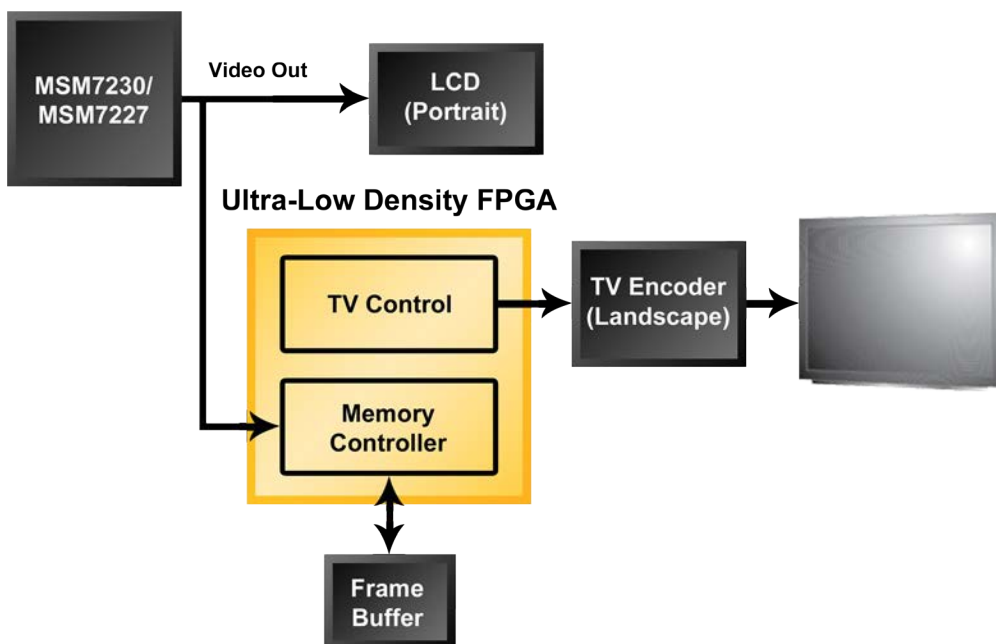 MSM7230/
MSM7227
Video Out
LCD
(Portrait)
Ultra-Low Density FPGA
TV Control
TV Encoder
(Landscape)
Memory
Controller
Frame
Buffer